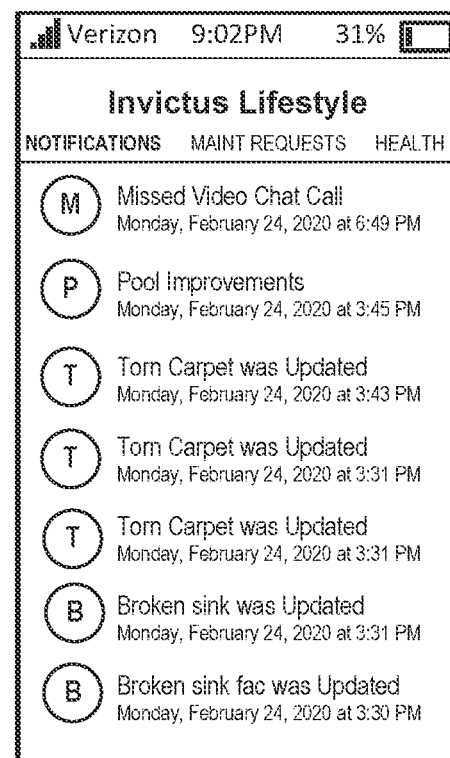 Verizon 9:02PM 31%
Invictus Lifestyle
NOTIFICATIONS MAINT REQUESTS HEALTH
M Missed Video Chat Call
Monday, February 24, 2020 at 6:49 PM
P Pool Improvements
Monday, February 24, 2020 at 3:45 PM
T Torn Carpet was Updated
Monday, February 24, 2020 at 3:43 PM
T Torn Carpet was Updated
Monday, February 24, 2020 at 3:31 PM
T Torn Carpet was Updated
Monday, February 24, 2020 at 3:31 PM
B Broken sink was Updated
Monday, February 24, 2020 at 3:31 PM
B Broken sink fac was Updated
Monday, February 24, 2020 at 3:30 PM